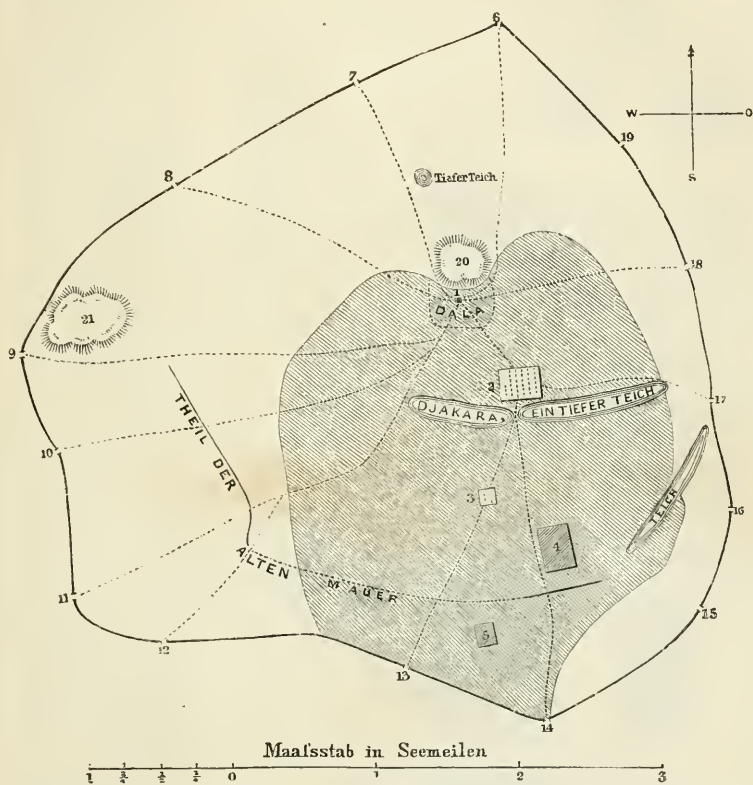 6
7
8
19
W O
S
Tiefer Teich
20
18
21
1
DALA
9
2
17
DJAKARA, EIN TIEFER TEICH
THEIL DER
10
3
TEICH
16
4
ALTEN MAUER
11
5
15
12
13
14
Maafsstab in Seemeilen
1 ¾ ½ ¼ 0 1 2 3